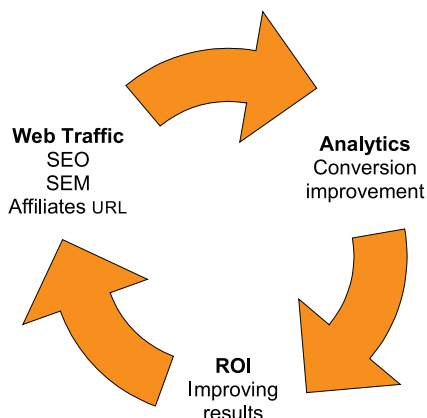 Web Traffic
SEO
SEM
Affiliates URL
Analytics
Conversion
improvement
ROI
Improving
results